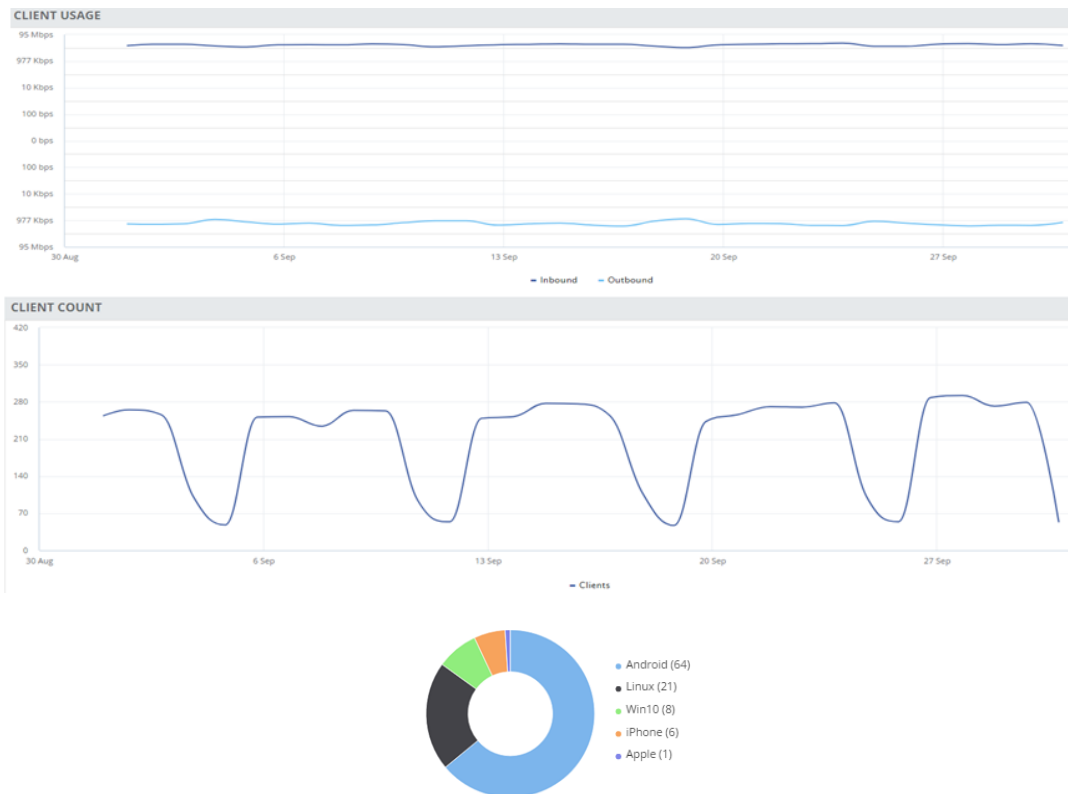 CLIENT USAGE
95 Mbps
977 Kbps
10 Kbps
100 bps
0 bps
100 bps
10 Kbps
977 Kbps
95 Mbps
30 Aug 6 Sep 13 Sep 20 Sep 27 Sep
Inbound Outbound
CLIENT COUNT
420
350
280
210
140
70
0
30 Aug 6 Sep 13 Sep 20 Sep 27 Sep
Clients
Android (64)
Linux (21)
Win10 (8)
iPhone (6)
Apple (1)